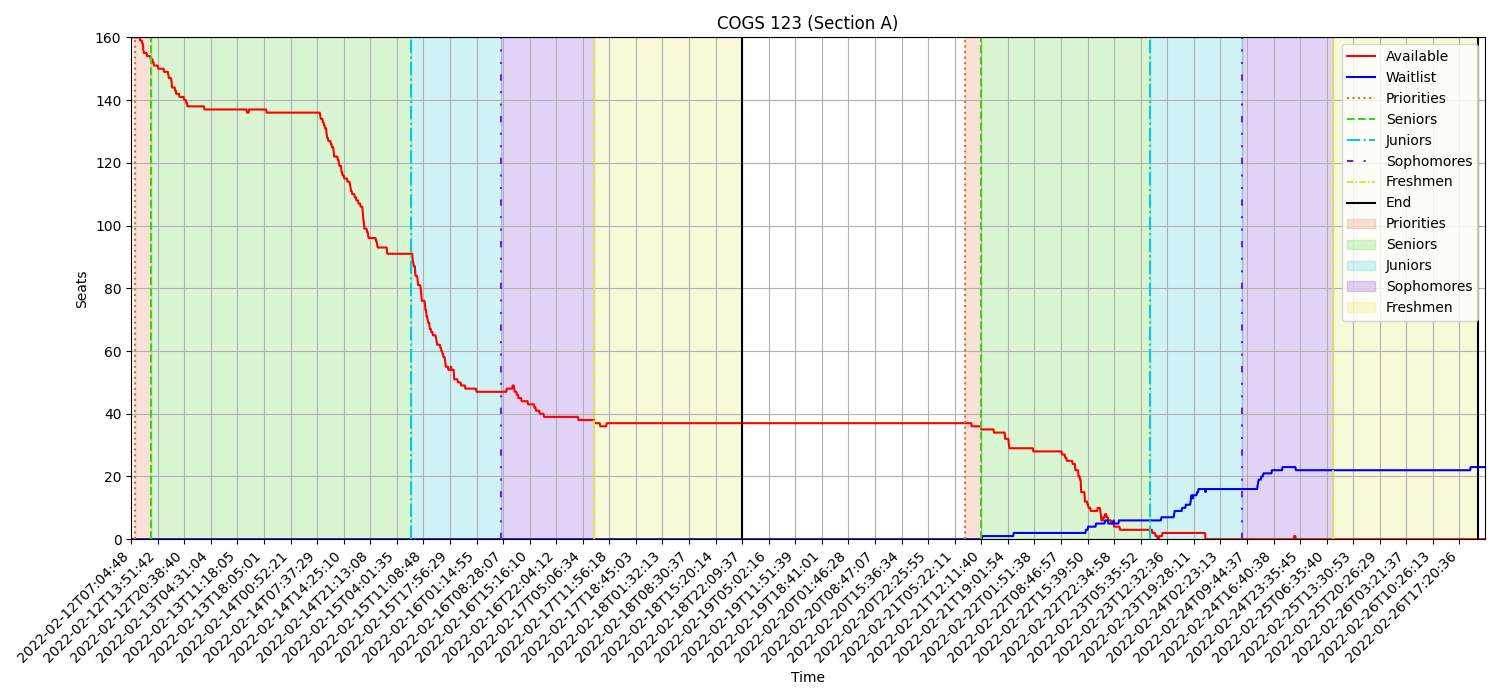 COGS 123 (Section A)
160
140
120
100
80
60
40
20
0
Seats
Available
Waitlist
Priorities
Seniors
Juniors
Sophomores
Freshmen
End
Priorities
Seniors
Juniors
Sophomores
Freshmen
2022-02-12T07:04:48
2022-02-12T13:51:42
2022-02-12T20:38:40
2022-02-13T04:31:04
2022-02-13T11:18:05
2022-02-13T18:05:01
2022-02-14T00:52:21
2022-02-14T07:37:29
2022-02-14T14:25:10
2022-02-14T21:13:08
2022-02-15T04:01:35
2022-02-15T11:08:48
2022-02-15T17:56:29
2022-02-16T01:14:55
2022-02-16T08:28:07
2022-02-16T15:16:10
2022-02-16T22:04:12
2022-02-17T05:06:34
2022-02-17T11:56:18
2022-02-17T18:45:03
2022-02-18T01:32:13
2022-02-18T08:30:37
2022-02-18T15:20:14
2022-02-18T22:09:37
2022-02-19T05:02:16
2022-02-19T11:51:39
2022-02-19T18:41:01
2022-02-20T01:46:28
2022-02-20T08:47:07
2022-02-20T15:36:34
2022-02-20T22:25:55
2022-02-21T05:22:11
2022-02-21T12:11:40
2022-02-21T19:01:54
2022-02-22T01:51:38
2022-02-22T08:46:57
2022-02-22T15:39:50
2022-02-22T22:34:58
2022-02-23T05:35:52
2022-02-23T12:32:36
2022-02-23T19:28:11
2022-02-24T02:23:13
2022-02-24T09:44:37
2022-02-24T16:40:38
2022-02-24T23:35:45
2022-02-25T06:35:40
2022-02-25T13:30:53
2022-02-25T20:26:29
2022-02-26T03:21:37
2022-02-26T10:26:13
2022-02-26T17:20:36
Time